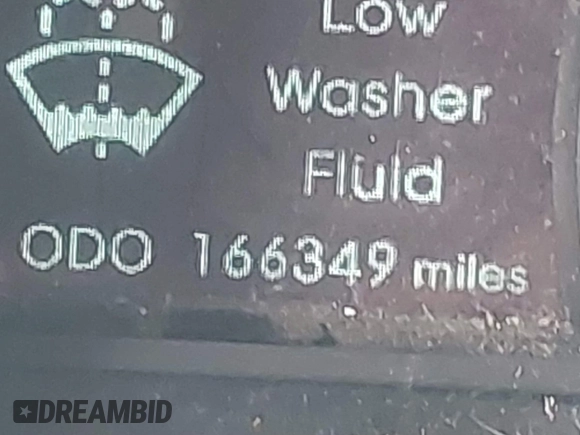 Low
Washer
Fluid
ODO 166349 miles
DREAMBID